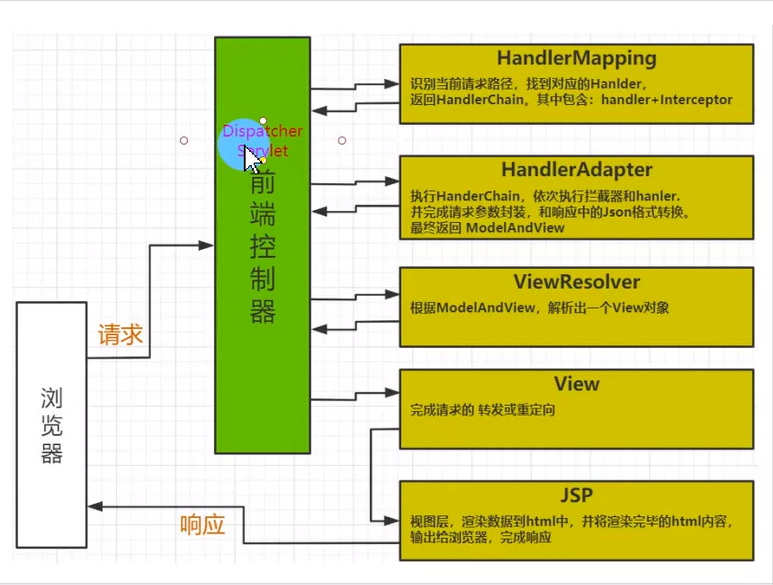 HandlerMapping
识别当前请求路径，找到对应的Hanlder，
返回HandlerChain。其中包含：handler+Interceptor
Dispatcher
Servlet
前
端
控
制
器
HandlerAdapter
执行HanderChain，依次执行拦截器和hanler.
并完成请求参数封装，和响应中的Json格式转换。
最终返回 ModelAndView
ViewResolver
根据ModelAndView，解析出一个View对象
请求
View
完成请求的 转发或重定向
浏
览
器
JSP
视图层，渲染数据到html中，并将渲染完毕的html内容，
输出给浏览器，完成响应
响应